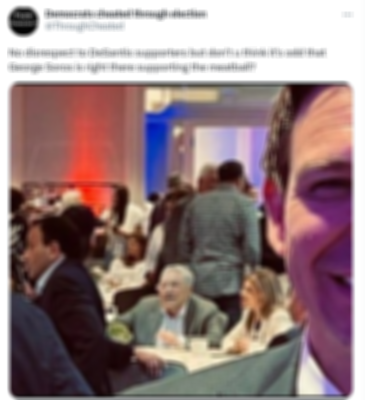 Democrats cheated through election
@ThroughCheated
No disrespect to DeSantis supporters but don't u think it's odd that
George Soros is right there supporting the meatball?